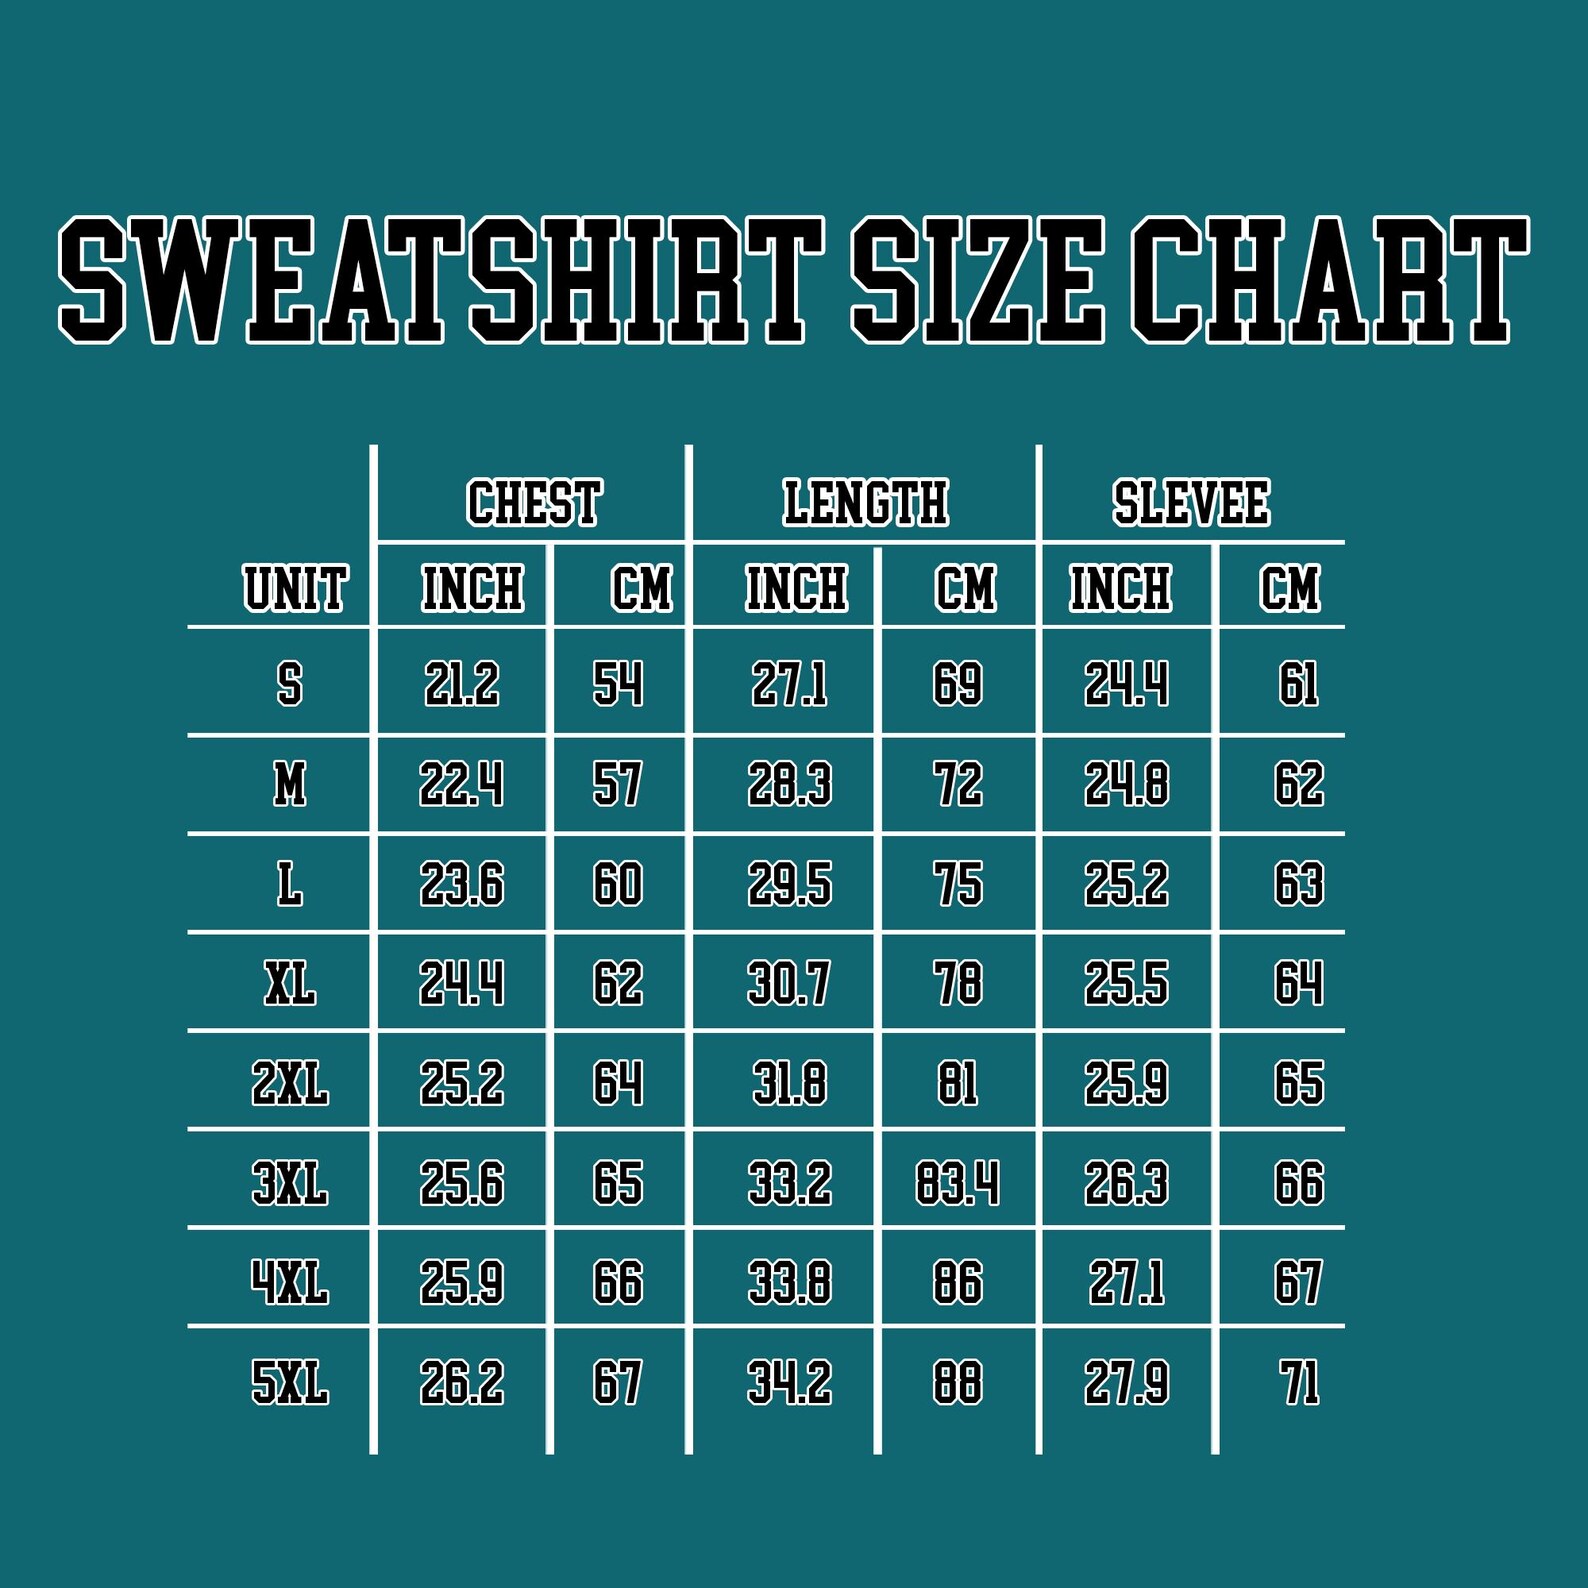 SWEATSHIRT SIZE CHART
CHEST LENGTH SLEVEE
UNIT INCH CM INCH CM INCH CM
S 21.2 54 27.1 69 24.4 61
M 22.4 57 28.3 72 24.8 62
L 23.6 60 29.5 75 25.2 63
XL 24.4 62 30.7 78 25.5 64
2XL 25.2 64 31.8 81 25.9 65
3XL 25.6 65 33.2 83.4 26.3 66
4XL 25.9 66 33.8 86 27.1 67
5XL 26.2 67 34.2 88 27.9 71